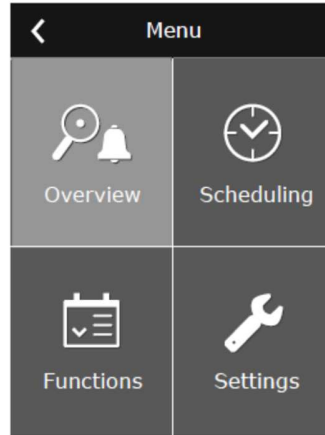 Menu
Overview
Scheduling
Functions
Settings